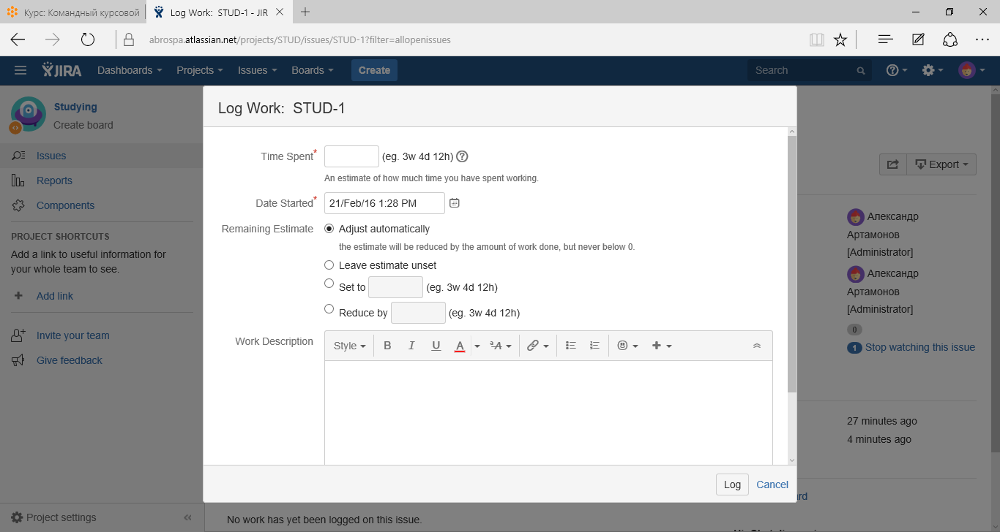 Курс: Командный курсовой
Log Work: STUD-1 - JIR
abrospa.atlassian.net/projects/STUD/issues/STUD-1?filter=allopenissues
JIRA Dashboards Projects Issues Boards Create Search
Studying
Create board
Issues
Reports
Components
PROJECT SHORTCUTS
Add a link to useful information for
your whole team to see.
Add link
Invite your team
Give feedback
Project settings
Log Work: STUD-1
Time Spent* (eg. 3w 4d 12h)
An estimate of how much time you have spent working.
Date Started* 21/Feb/16 1:28 PM
Remaining Estimate Adjust automatically
the estimate will be reduced by the amount of work done, but never below 0.
Leave estimate unset
Set to (eg. 3w 4d 12h)
Reduce by (eg. 3w 4d 12h)
Work Description Style B I U A ªA
Log Cancel
Export
Александр
Артамонов
[Administrator]
Александр
Артамонов
[Administrator]
0
1 Stop watching this issue
27 minutes ago
4 minutes ago
No work has yet been logged on this issue.